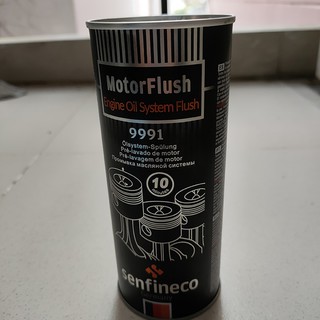 MotorFlush
Engine Oil System Flush
9991
Ölsystem-Spülung
Pré-lavado de motor
Pré-lavagem de motor
Промывка масляной системы
10
senfineco